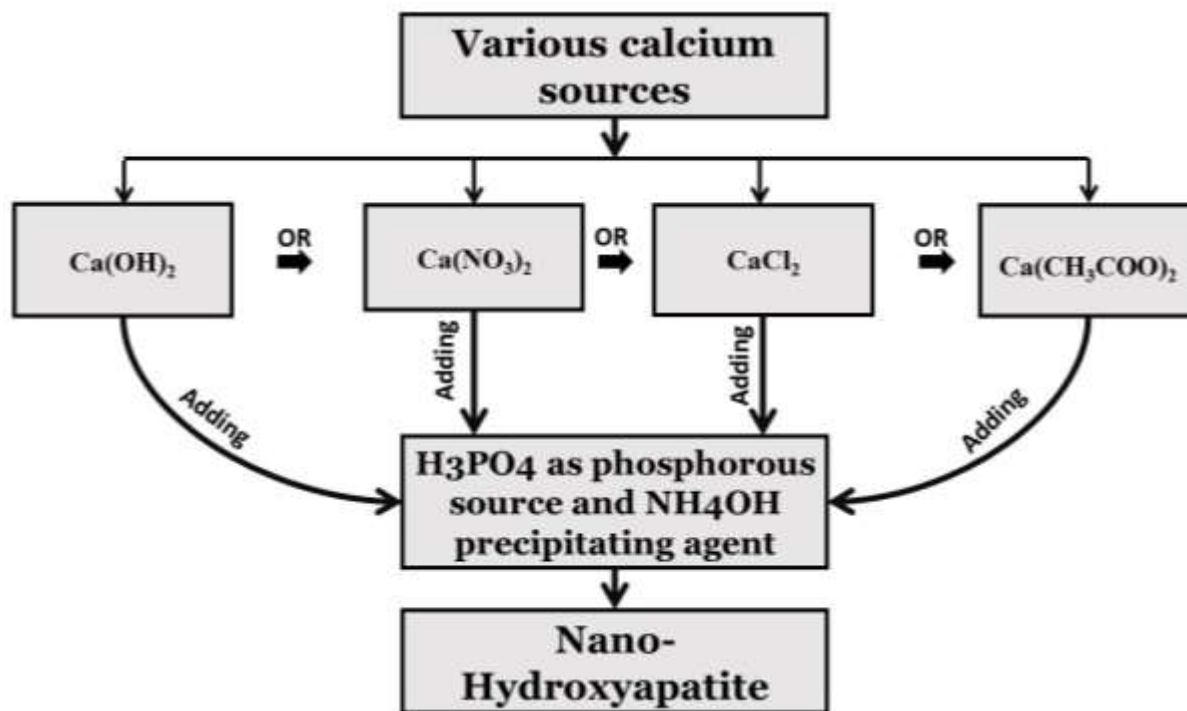 Various calcium
sources
Ca(OH)₂
OR
Ca(NO₃)₂
OR
CaCl₂
OR
Ca(CH₃COO)₂
Adding
Adding
Adding
Adding
H3PO4 as phosphorous
source and NH4OH
precipitating agent
Nano-
Hydroxyapatite